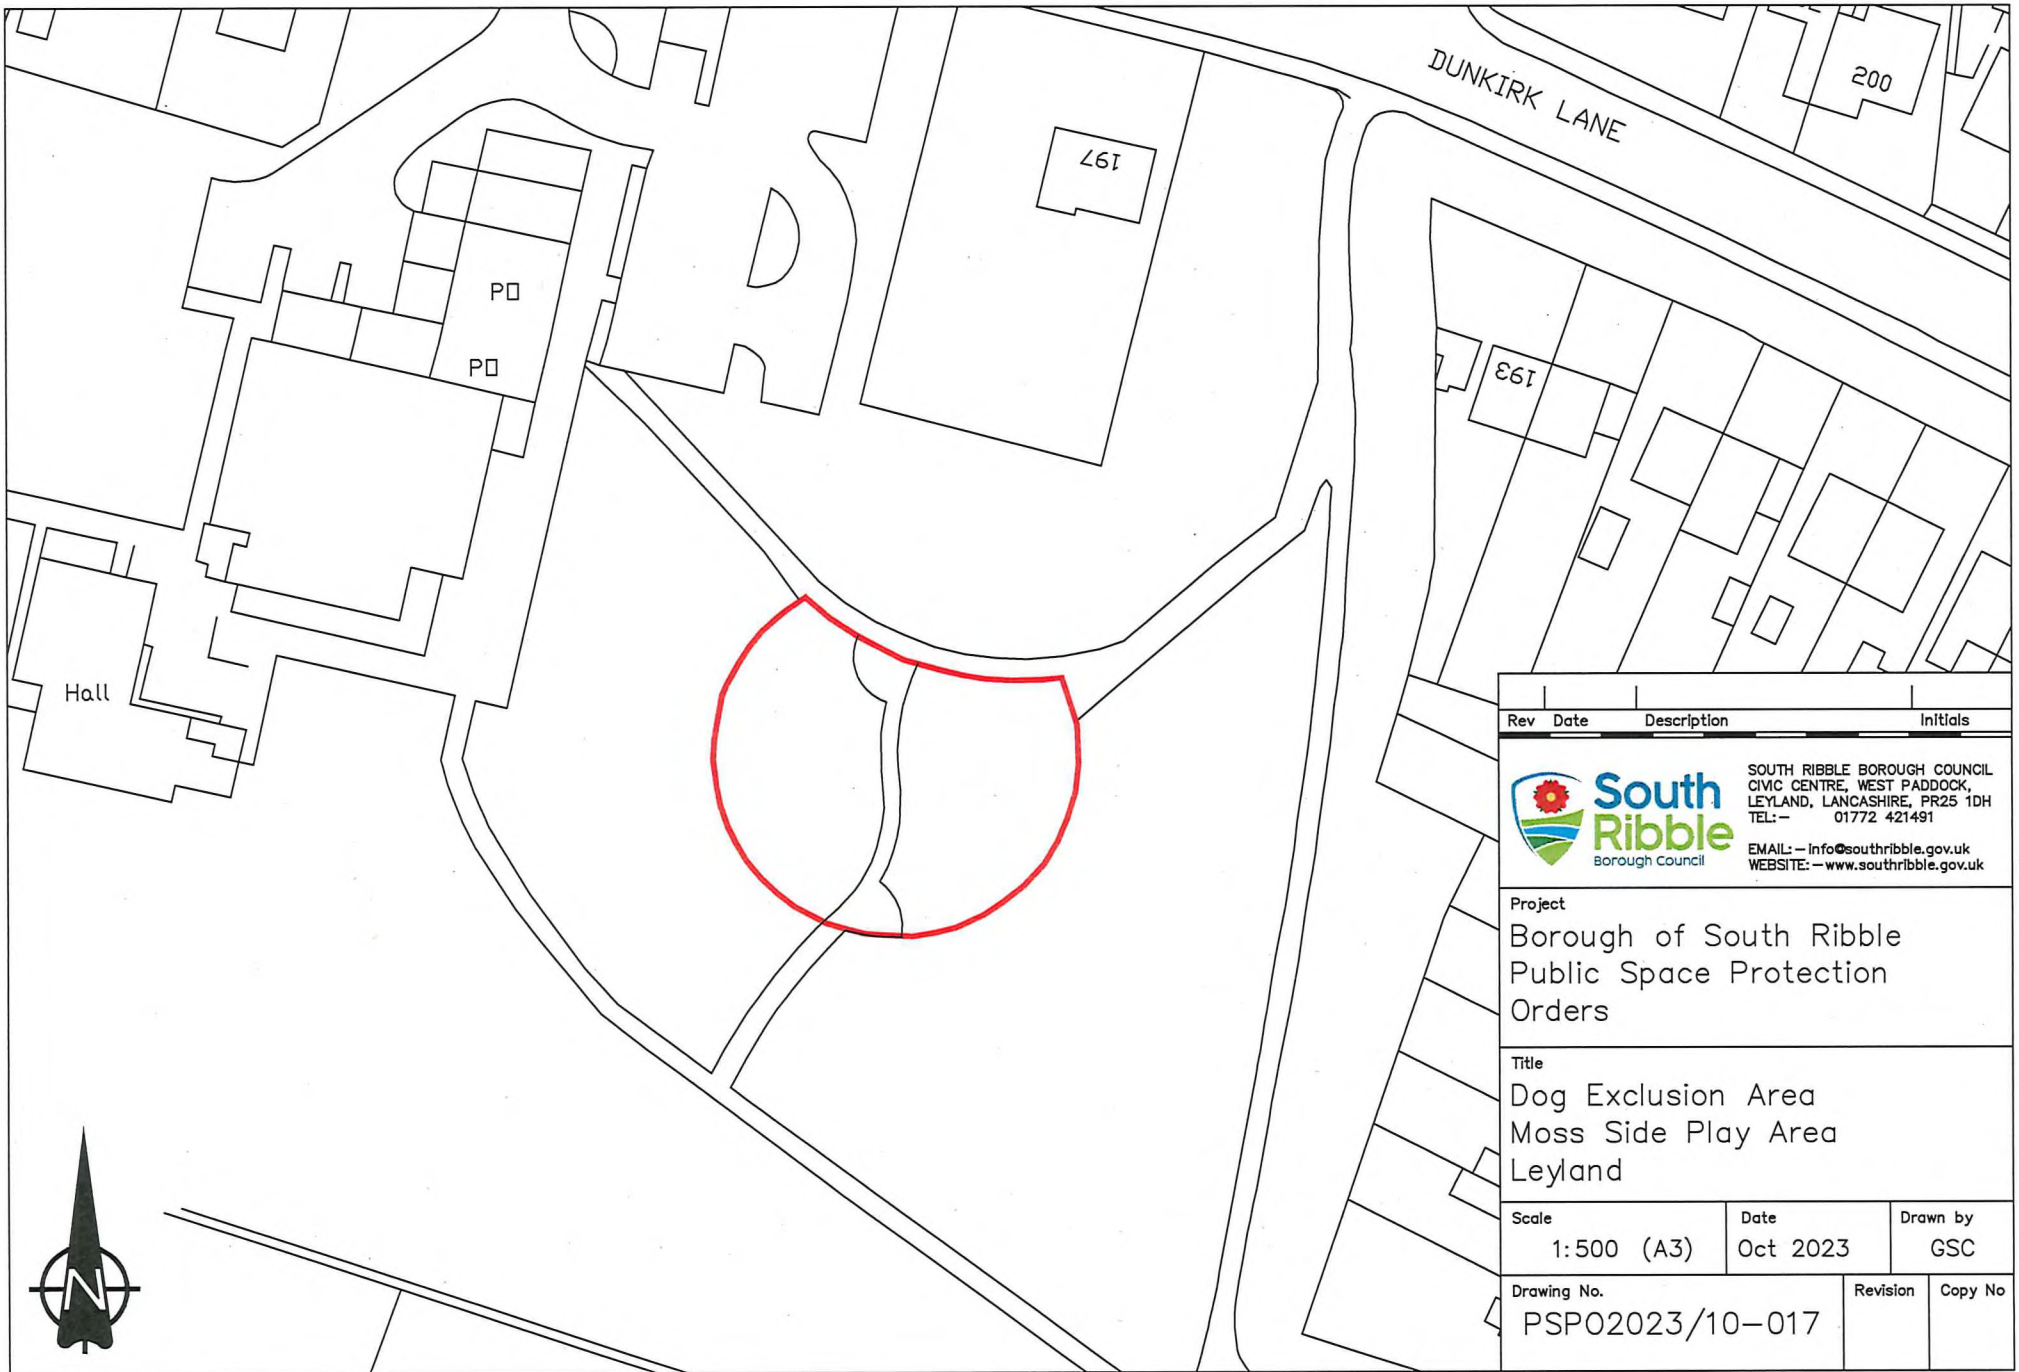 DUNKIRK LANE
200
197
PO
PO
193
Hall
Rev Date Description Initials
South
Ribble
Borough Council
SOUTH RIBBLE BOROUGH COUNCIL
CIVIC CENTRE, WEST PADDOCK,
LEYLAND, LANCASHIRE, PR25 1DH
TEL:- 01772 421491
EMAIL:-info@southribble.gov.uk
WEBSITE:-www.southribble.gov.uk
Project
Borough of South Ribble
Public Space Protection
Orders
Title
Dog Exclusion Area
Moss Side Play Area
Leyland
Scale
1:500 (A3)
Date
Oct 2023
Drawn by
GSC
Drawing No.
PSPO2023/10-017
Revision
Copy No
N